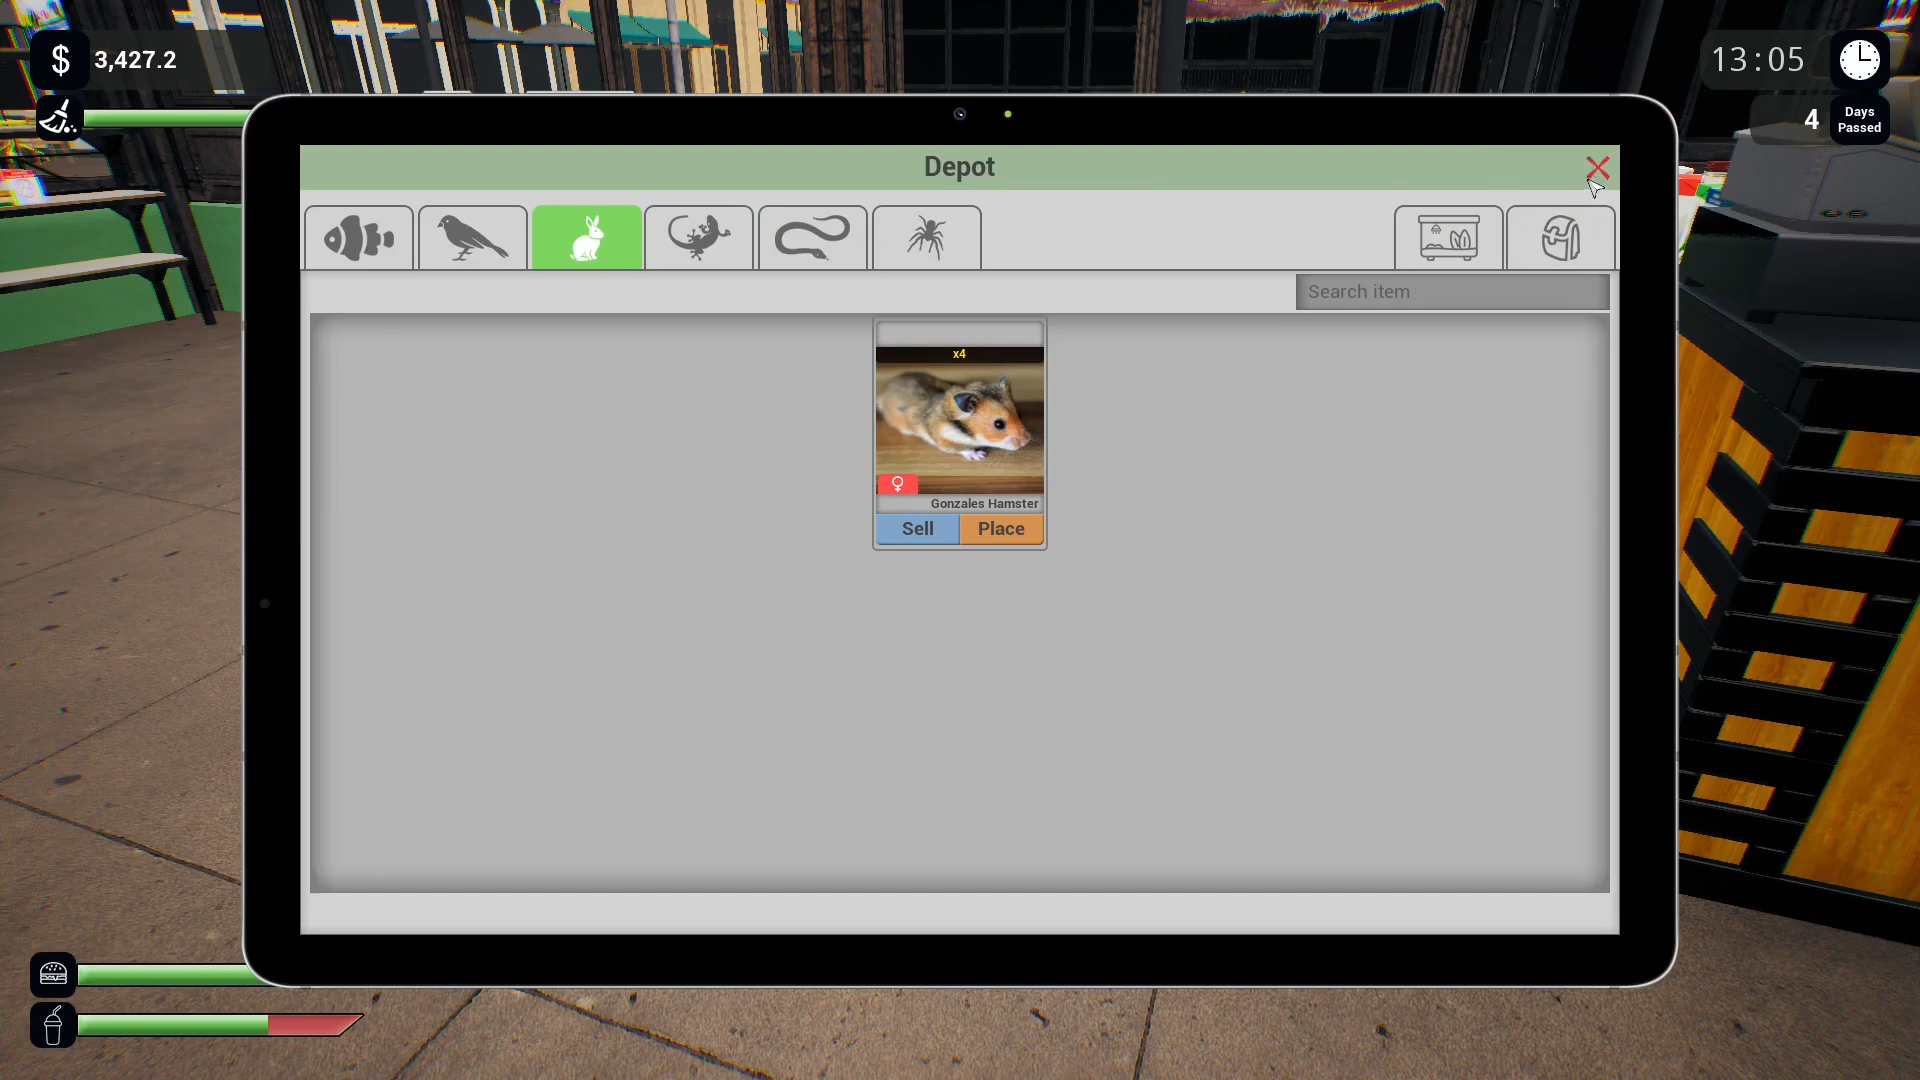 $ 3,427.2
13:05
4 Days Passed
Depot
Search item
x4
Gonzales Hamster
Sell Place